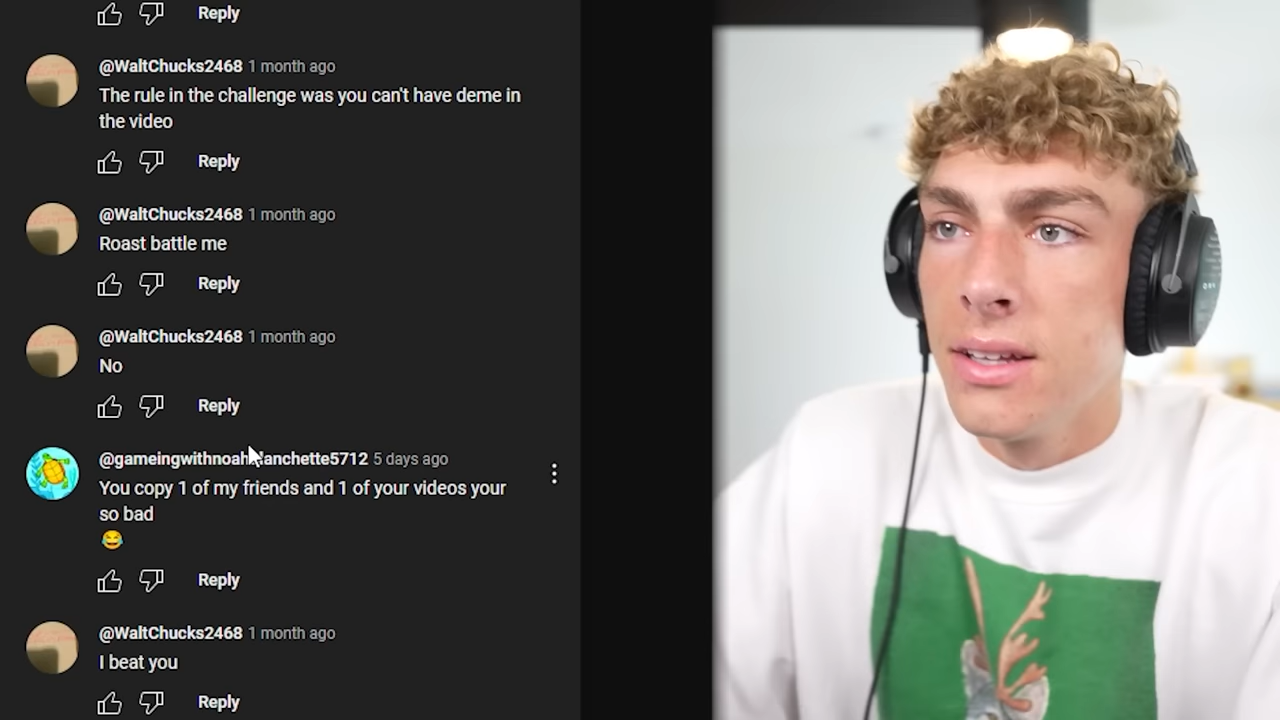 Reply
@WaltChucks2468 1 month ago
The rule in the challenge was you can't have deme in
the video
Reply
@WaltChucks2468 1 month ago
Roast battle me
Reply
@WaltChucks2468 1 month ago
No
Reply
5 days ago
You copy 1 of my friends and 1 of your videos your
so bad
😂
Reply
@WaltChucks2468 1 month ago
I beat you
Reply